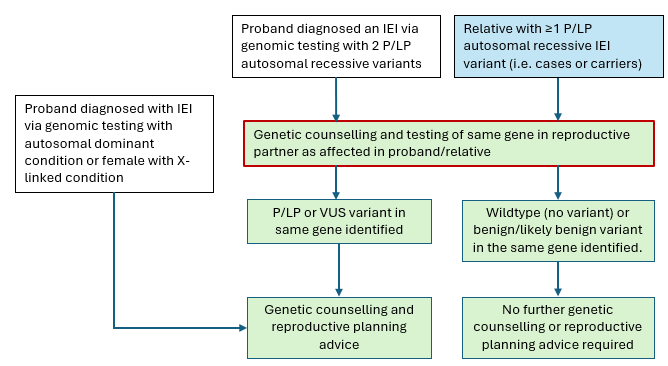 Proband diagnosed an IEI via
genomic testing with 2 P/LP
autosomal recessive variants
Relative with ≥1 P/LP
autosomal recessive IEI
variant (i.e. cases or carriers)
Proband diagnosed with IEI
via genomic testing with
autosomal dominant
condition or female with X-
linked condition
Genetic counselling and testing of same gene in reproductive
partner as affected in proband/relative
P/LP or VUS variant in
same gene identified
Wildtype (no variant) or
benign/likely benign variant
in the same gene identified.
Genetic counselling and
reproductive planning
advice
No further genetic
counselling or reproductive
planning advice required